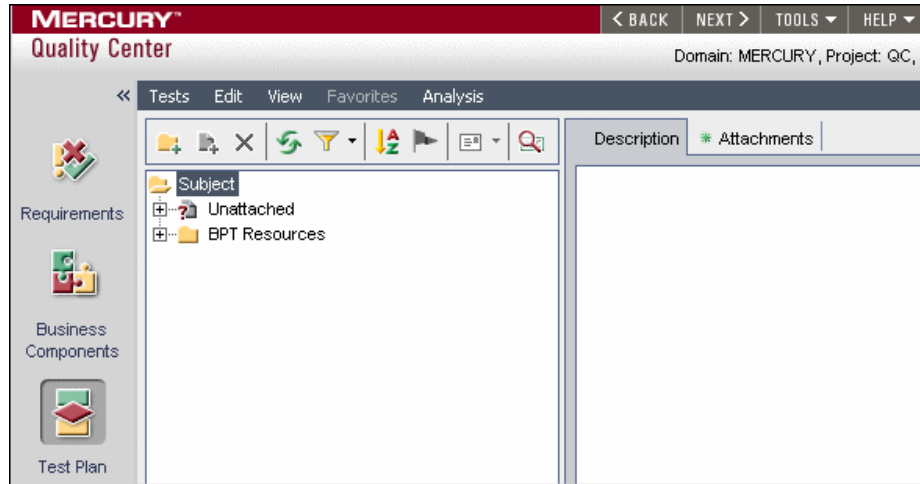 MERCURY™
< BACK NEXT > TOOLS HELP
Quality Center
Domain: MERCURY, Project: QC,
Tests Edit View Favorites Analysis
Description Attachments
Subject
Unattached
BPT Resources
Requirements
Business
Components
Test Plan